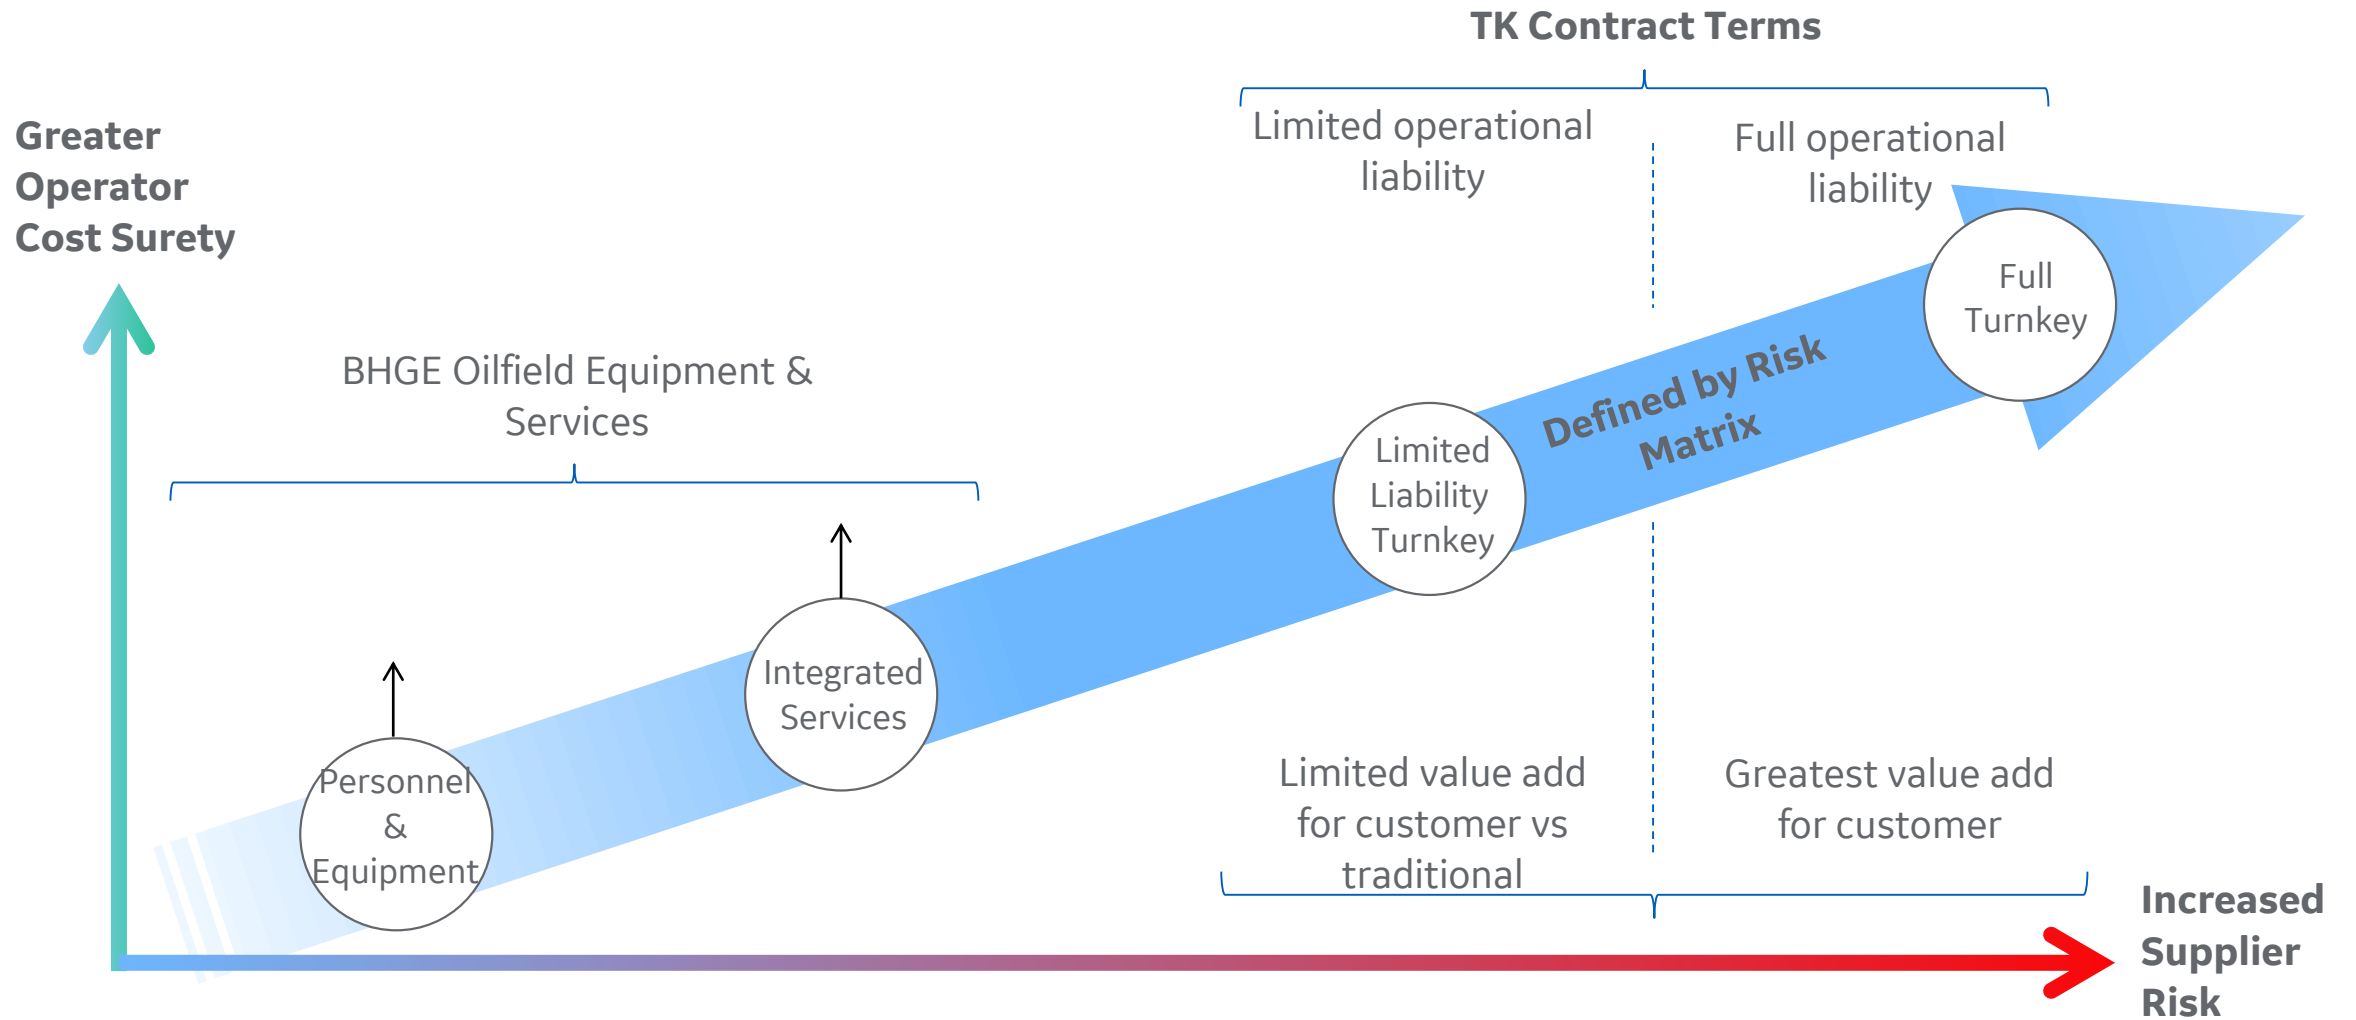 TK Contract Terms
Limited operational
liability
Full operational
liability
Greater
Operator
Cost Surety
BHGE Oilfield Equipment &
Services
Full
Turnkey
Defined by Risk
Matrix
Limited
Liability
Turnkey
Integrated
Services
Personnel
&
Equipment
Limited value add
for customer vs
traditional
Greatest value add
for customer
Increased
Supplier
Risk